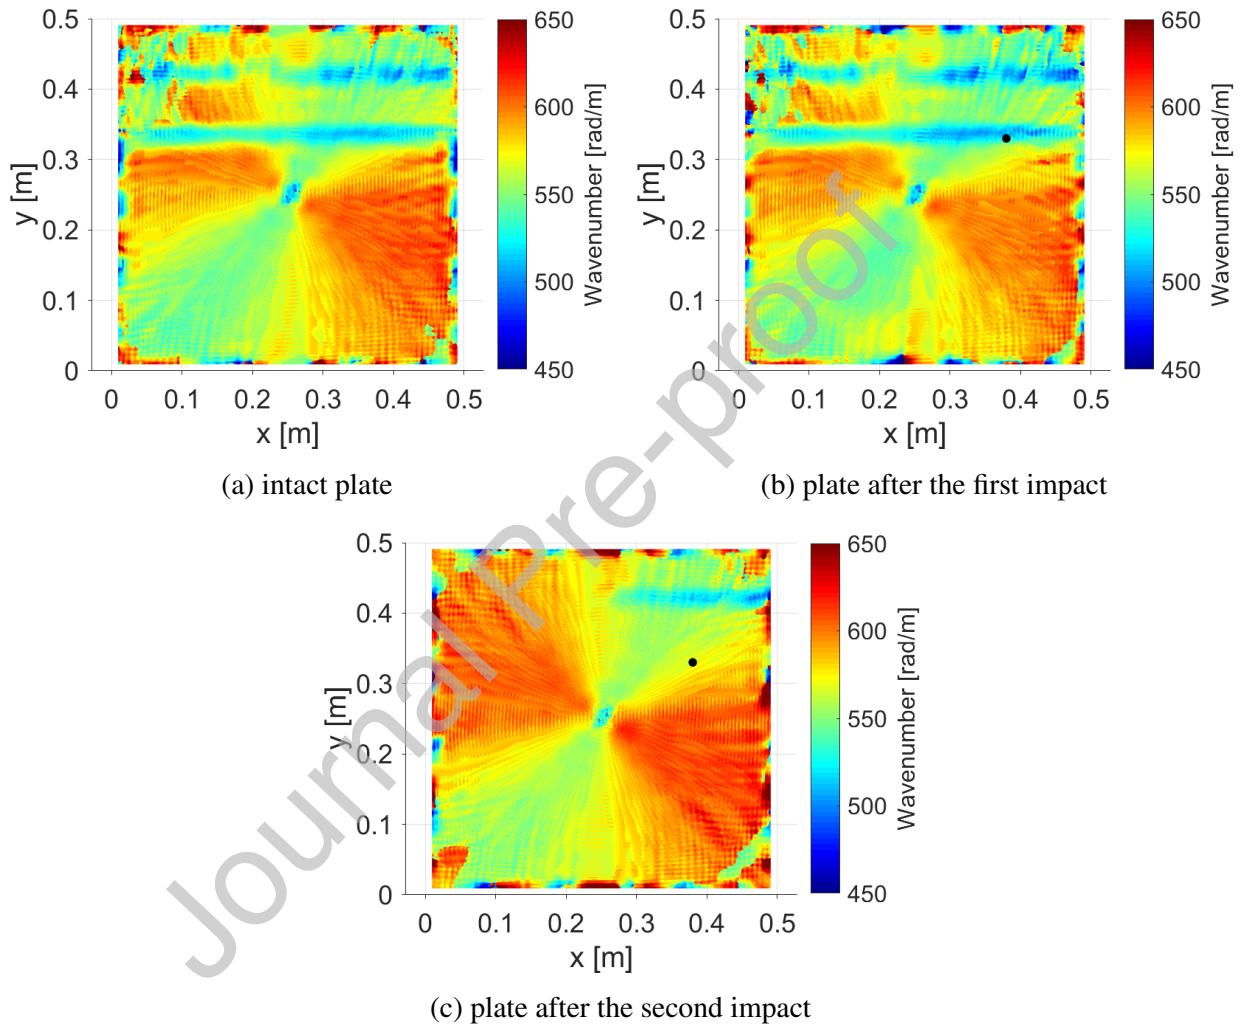 0.5
0.4
0.3
0.2
0.1
0
y [m]
0 0.1 0.2 0.3 0.4 0.5
x [m]
650
600
550
500
450
Wavenumber [rad/m]
(a) intact plate
0.5
0.4
0.3
0.2
0.1
0
y [m]
0 0.1 0.2 0.3 0.4 0.5
x [m]
650
600
550
500
450
Wavenumber [rad/m]
(b) plate after the first impact
0.5
0.4
0.3
0.2
0.1
0
y [m]
0 0.1 0.2 0.3 0.4 0.5
x [m]
650
600
550
500
450
Wavenumber [rad/m]
(c) plate after the second impact
Journal Pre-proof